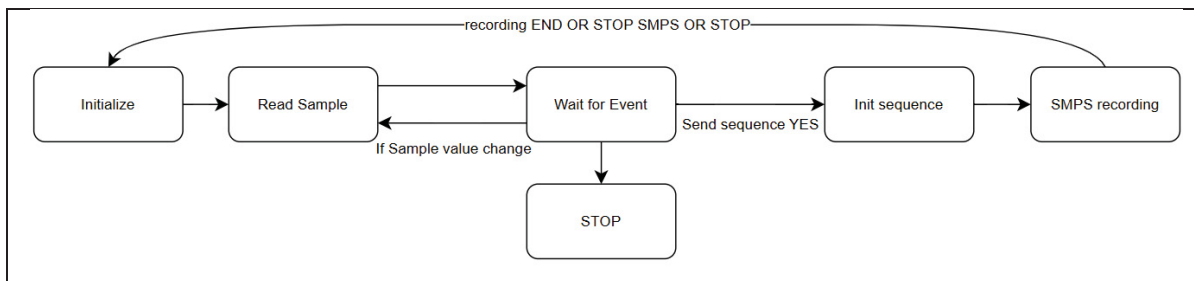 recording END OR STOP SMPS OR STOP
Initialize
Read Sample
Wait for Event
Init sequence
SMPS recording
Send sequence YES
If Sample value change
STOP